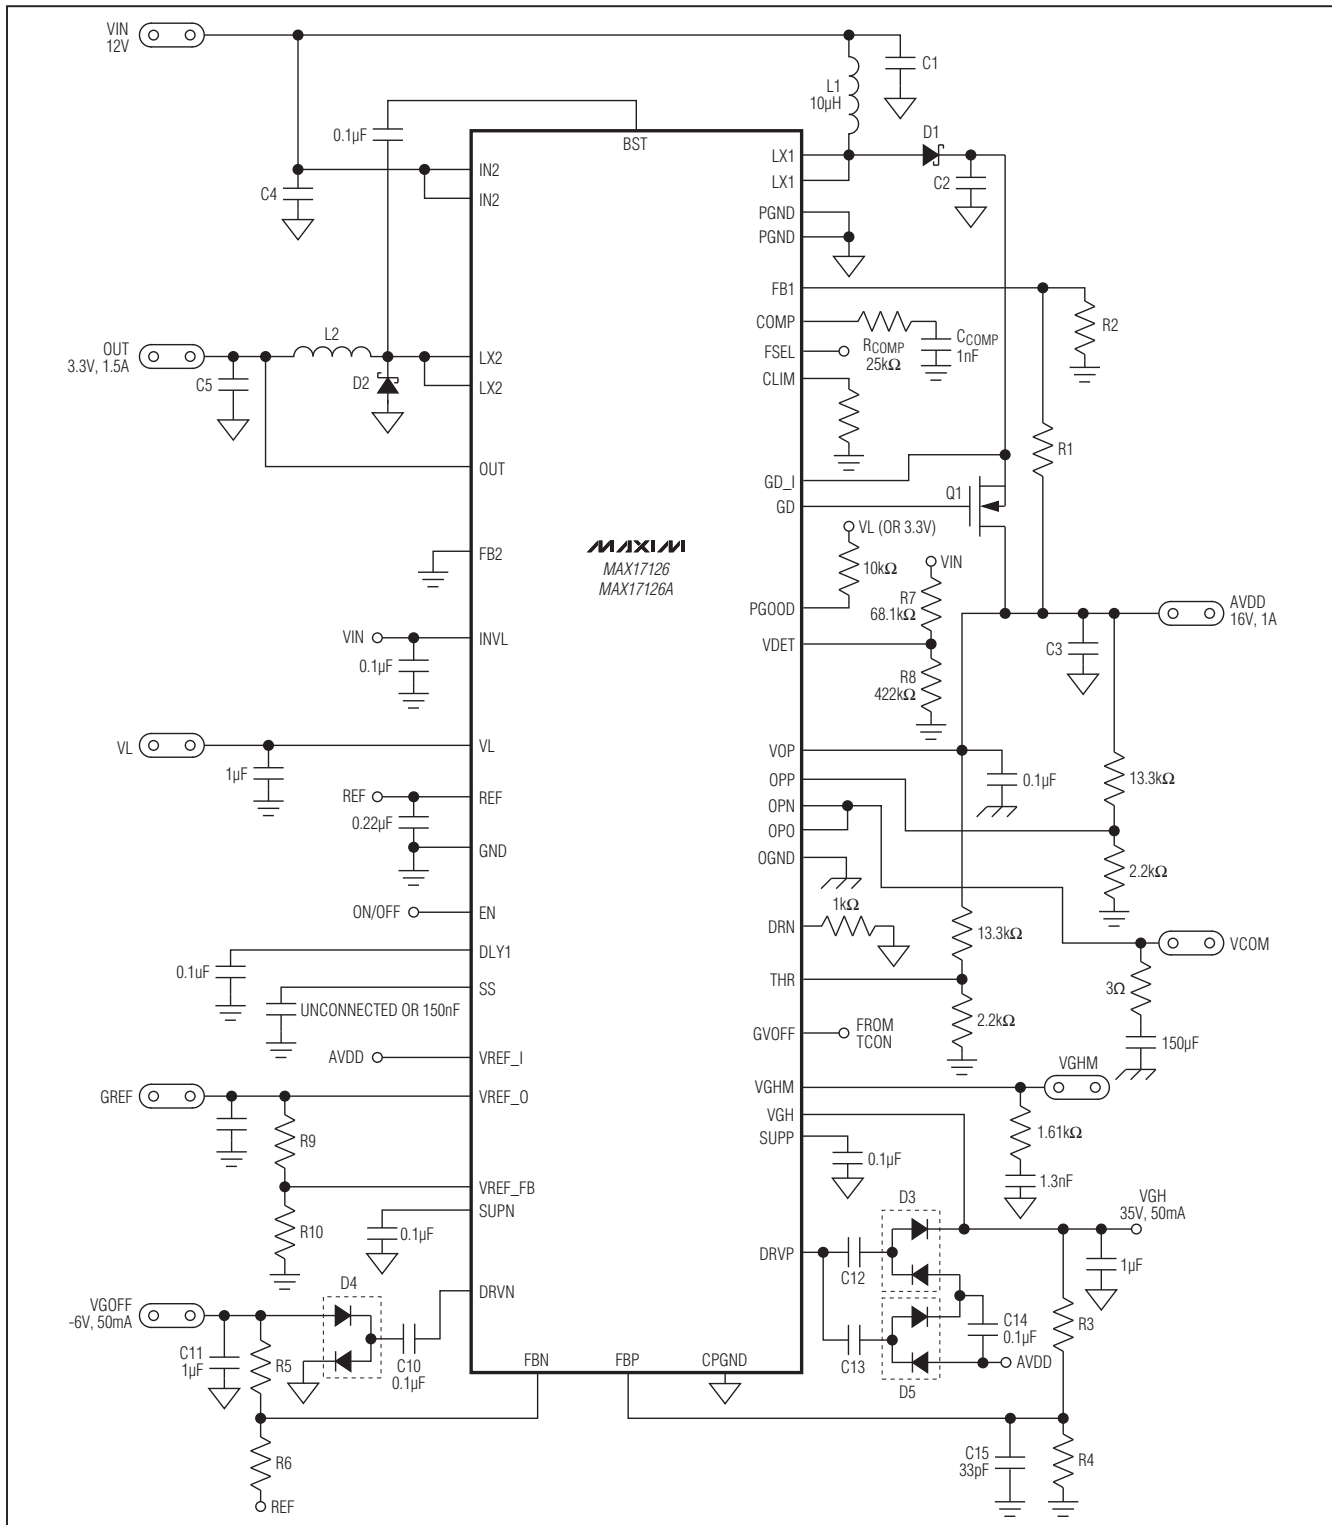 VIN
12V
C1
L1
10µH
0.1µF
BST
D1
LX1
LX1
C2
IN2
IN2
C4
PGND
PGND
FB1
COMP
RCOMP
25kΩ
CCOMP
1nF
R2
FSEL
CLIM
OUT
3.3V, 1.5A
L2
C5
D2
LX2
LX2
R1
OUT
GD_I
GD
Q1
VL (OR 3.3V)
VIN
FB2
MAXIM
MAX17126
MAX17126A
10kΩ
PGOOD
R7
68.1kΩ
AVDD
16V, 1A
VIN
INVL
0.1µF
VDET
C3
R8
422kΩ
VL
VL
1µF
VOP
0.1µF
13.3kΩ
OPP
REF
REF
0.22µF
OPN
OPO
GND
OGND
2.2kΩ
ON/OFF
EN
1kΩ
DRN
13.3kΩ
VCOM
DLY1
0.1uF
SS
UNCONNECTED OR 150nF
THR
3Ω
2.2kΩ
GVOFF
FROM
TCON
150µF
AVDD
VREF_I
VGHM
VGHM
GREF
VREF_O
VGH
1.61kΩ
R9
SUPP
0.1µF
1.3nF
VREF_FB
SUPN
R10
0.1µF
D3
VGH
35V, 50mA
DRVP
C12
1µF
D4
DRVN
VGOFF
-6V, 50mA
C14
0.1µF
R3
C11
1µF
R5
C10
0.1µF
FBN
FBP
CPGND
C13
AVDD
D5
R6
C15
33pF
R4
REF